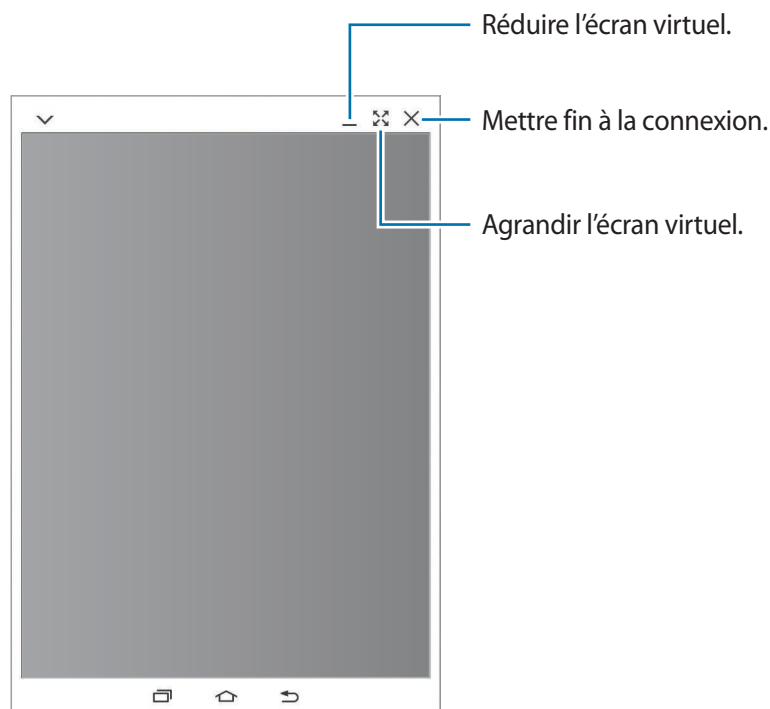 Réduire l’écran virtuel.
Mettre fin à la connexion.
Agrandir l’écran virtuel.